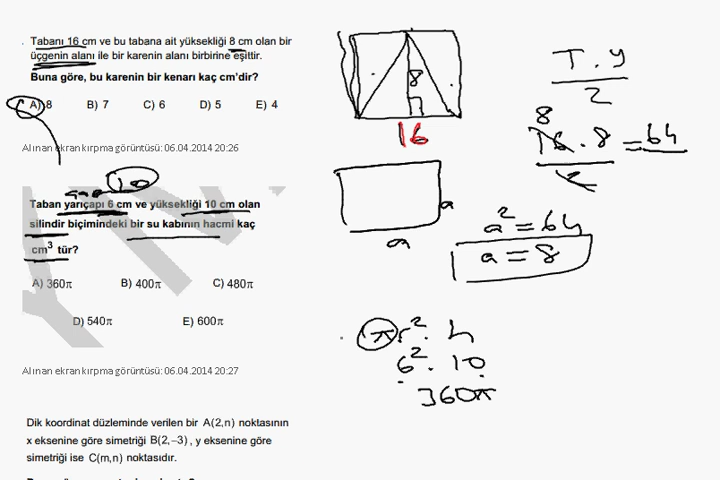 Tabanı 16 cm ve bu tabana ait yüksekliği 8 cm olan bir
üçgenin alanı ile bir karenin alanı birbirine eşittir.
Buna göre, bu karenin bir kenarı kaç cm'dir?
A) 8 B) 7 C) 6 D) 5 E) 4
Alınan ekran kırpma görüntüsü: 06.04.2014 20:26
Taban yarıçapı 6 cm ve yüksekliği 10 cm olan
silindir biçimindeki bir su kabının hacmi kaç
cm³ tür?
A) 360π B) 400π C) 480π
D) 540π E) 600π
Alınan ekran kırpma görüntüsü: 06.04.2014 20:27
Dik koordinat düzleminde verilen bir A(2,n) noktasının
x eksenine göre simetriği B(2,−3), y eksenine göre
simetriği ise C(m,n) noktasıdır.
8
16
T . y
2
8
16 . 8 = 64
2
a
a
a² = 64
a = 8
πr² . h
6² . 10
360π